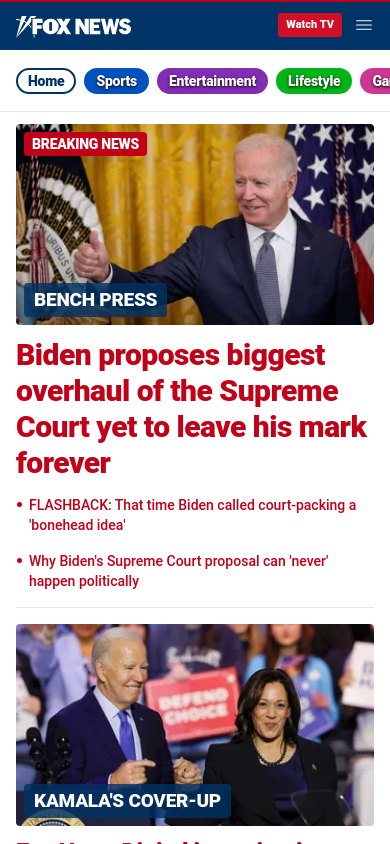 FOX NEWS
Watch TV
Home
Sports
Entertainment
Lifestyle
BREAKING NEWS
BENCH PRESS
Biden proposes biggest
overhaul of the Supreme
Court yet to leave his mark
forever
• FLASHBACK: That time Biden called court-packing a
'bonehead idea'
• Why Biden's Supreme Court proposal can 'never'
happen politically
DEFEND
CHOICE
KAMALA'S COVER-UP